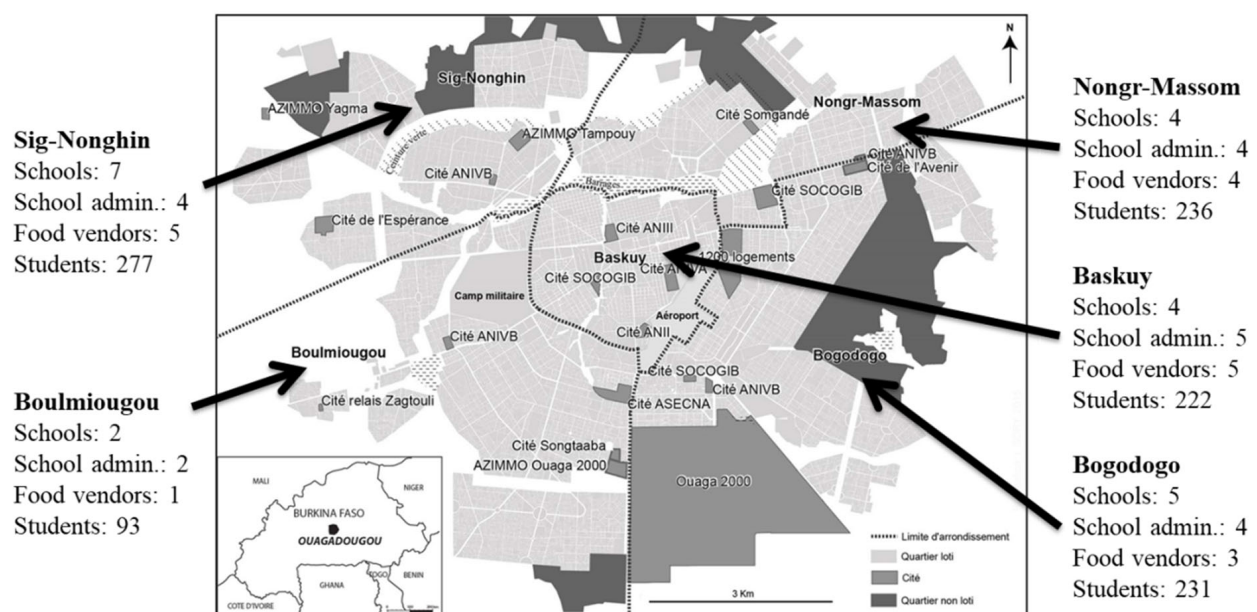 Sig-Nonghin
Schools: 7
School admin.: 4
Food vendors: 5
Students: 277
Boulmiougou
Schools: 2
School admin.: 2
Food vendors: 1
Students: 93
N
Sig-Nonghin
Nongr-Massom
AZIMMO Yagma
Cité Somgandé
AZIMMO Tampouy
Ceinture verte
Cité ANIVB
Cité ANIVB
Cité de l'Avenir
Barrages
Cité SOCOGIB
Cité de l'Espérance
Cité ANIII
Baskuy
1200 logements
Cité SOCOGIB
Camp militaire
Aéroport
Cité ANII
Cité ANIVB
Boulmiougou
Bogodogo
Cité SOCOGIB
Cité ANIVB
Cité relais Zagtouli
Cité ASECNA
Cité Songtaaba
AZIMMO Ouaga 2000
Ouaga 2000
MALI
NIGER
BURKINA FASO
OUAGADOUGOU
GHANA
TOGO
BENIN
COTE D'IVOIRE
Limite d'arrondissement
Quartier loti
Cité
Quartier non loti
3 Km
Nongr-Massom
Schools: 4
School admin.: 4
Food vendors: 4
Students: 236
Baskuy
Schools: 4
School admin.: 5
Food vendors: 5
Students: 222
Bogodogo
Schools: 5
School admin.: 4
Food vendors: 3
Students: 231